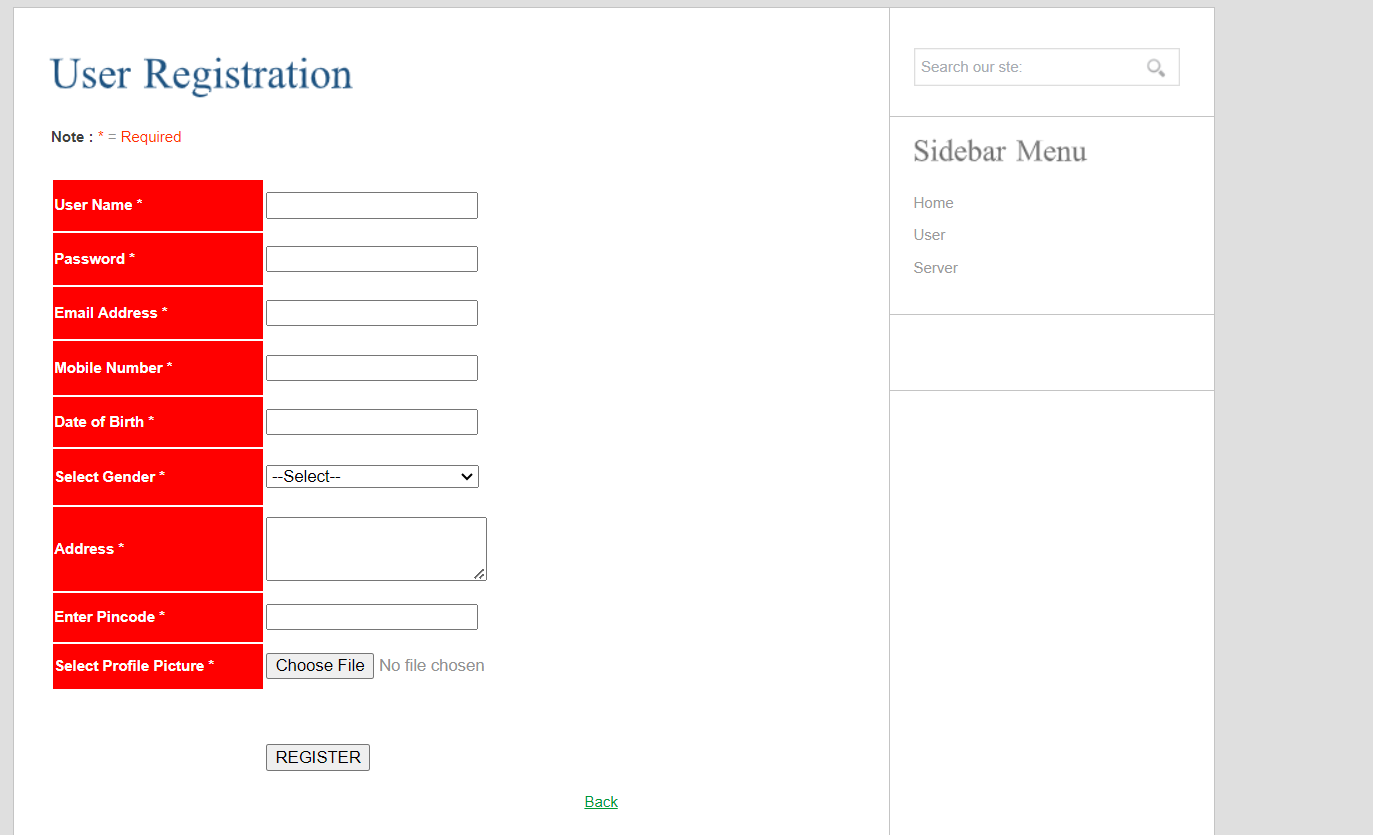 User Registration
Note : * = Required
User Name *
Password *
Email Address *
Mobile Number *
Date of Birth *
Select Gender * --Select--
Address *
Enter Pincode *
Select Profile Picture * Choose File No file chosen
REGISTER
Back
Search our ste:
Sidebar Menu
Home
User
Server